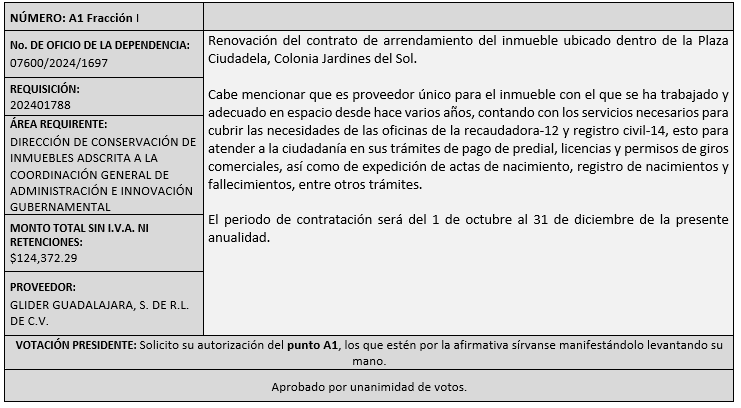 NÚMERO: A1 Fracción I
No. DE OFICIO DE LA DEPENDENCIA:
07600/2024/1697
REQUISICIÓN:
202401788
ÁREA REQUIRENTE:
DIRECCIÓN DE CONSERVACIÓN DE
INMUEBLES ADSCRITA A LA
COORDINACIÓN GENERAL DE
ADMINISTRACIÓN E INNOVACIÓN
GUBERNAMENTAL
MONTO TOTAL SIN I.V.A. NI
RETENCIONES:
$124,372.29
PROVEEDOR:
GLIDER GUADALAJARA, S. DE R.L.
DE C.V.
Renovación del contrato de arrendamiento del inmueble ubicado dentro de la Plaza
Ciudadela, Colonia Jardines del Sol.
Cabe mencionar que es proveedor único para el inmueble con el que se ha trabajado y
adecuado en espacio desde hace varios años, contando con los servicios necesarios para
cubrir las necesidades de las oficinas de la recaudadora-12 y registro civil-14, esto para
atender a la ciudadanía en sus trámites de pago de predial, licencias y permisos de giros
comerciales, así como de expedición de actas de nacimiento, registro de nacimientos y
fallecimientos, entre otros trámites.
El periodo de contratación será del 1 de octubre al 31 de diciembre de la presente
anualidad.
VOTACIÓN PRESIDENTE: Solicito su autorización del punto A1, los que estén por la afirmativa sírvanse manifestándolo levantando su
mano.
Aprobado por unanimidad de votos.